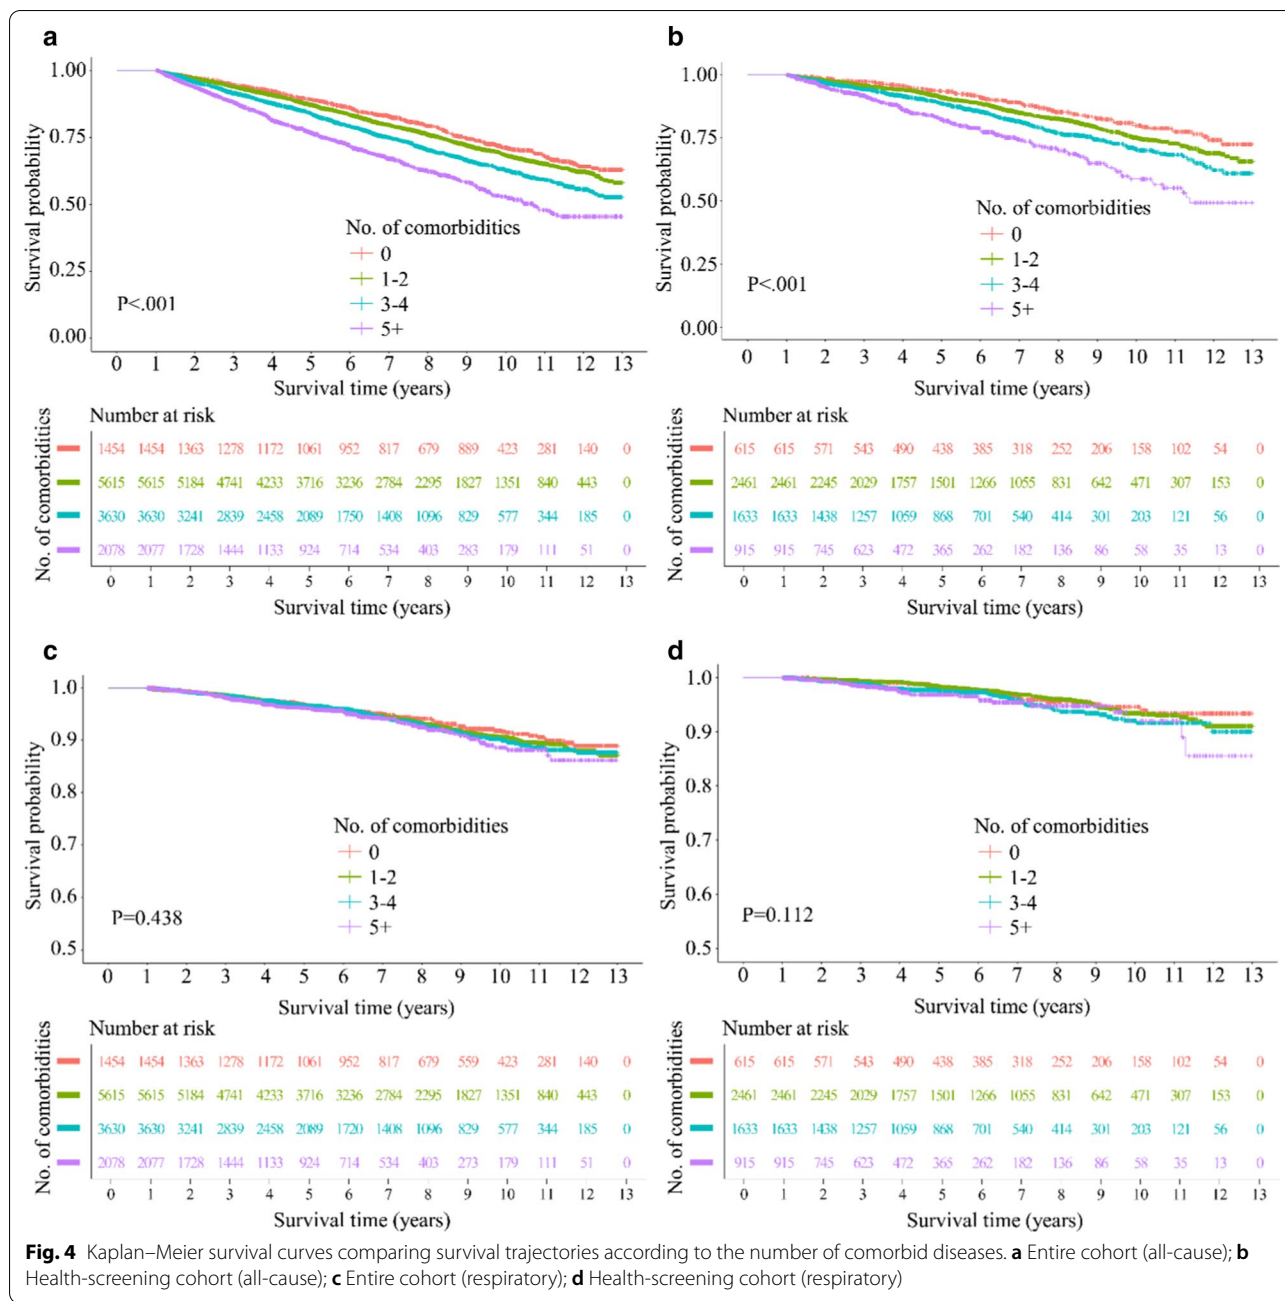 a
1.00
0.75
0.50
0.25
0.00
Survival probability
No. of comorbidities
0
1-2
3-4
5+
P<.001
0 1 2 3 4 5 6 7 8 9 10 11 12 13
Survival time (years)
Number at risk
No. of comorbidities
1454 1454 1363 1278 1172 1061 952 817 679 889 423 281 140 0
5615 5615 5184 4741 4233 3716 3236 2784 2295 1827 1351 840 443 0
3630 3630 3241 2839 2458 2089 1750 1408 1096 829 577 344 185 0
2078 2077 1728 1444 1133 924 714 534 403 283 179 111 51 0
0 1 2 3 4 5 6 7 8 9 10 11 12 13
Survival time (years)
b
1.00
0.75
0.50
0.25
0.00
Survival probability
No. of comorbidities
0
1-2
3-4
5+
P<.001
0 1 2 3 4 5 6 7 8 9 10 11 12 13
Survival time (years)
Number at risk
No. of comorbidities
615 615 571 543 490 438 385 318 252 206 158 102 54 0
2461 2461 2245 2029 1757 1501 1266 1055 831 642 471 307 153 0
1633 1633 1438 1257 1059 868 701 540 414 301 203 121 56 0
915 915 745 623 472 365 262 182 136 86 58 35 13 0
0 1 2 3 4 5 6 7 8 9 10 11 12 13
Survival time (years)
c
1.0
0.9
0.8
0.7
0.6
0.5
Survival probability
No. of comorbidities
0
1-2
3-4
5+
P=0.438
0 1 2 3 4 5 6 7 8 9 10 11 12 13
Survival time (years)
Number at risk
No. of comorbidities
1454 1454 1363 1278 1172 1061 952 817 679 559 423 281 140 0
5615 5615 5184 4741 4233 3716 3236 2784 2295 1827 1351 840 443 0
3630 3630 3241 2839 2458 2089 1720 1408 1096 829 577 344 185 0
2078 2077 1728 1444 1133 924 714 534 403 273 179 111 51 0
0 1 2 3 4 5 6 7 8 9 10 11 12 13
Survival time (years)
d
1.0
0.9
0.8
0.7
0.6
0.5
Survival probability
No. of comorbidities
0
1-2
3-4
5+
P=0.112
0 1 2 3 4 5 6 7 8 9 10 11 12 13
Survival time (years)
Number at risk
No. of comorbidities
615 615 571 543 490 438 385 318 252 206 158 102 54 0
2461 2461 2245 2029 1757 1501 1266 1055 831 642 471 307 153 0
1633 1633 1438 1257 1059 868 701 540 414 301 203 121 56 0
915 915 745 623 472 365 262 182 136 86 58 35 13 0
0 1 2 3 4 5 6 7 8 9 10 11 12 13
Survival time (years)
Fig. 4 Kaplan–Meier survival curves comparing survival trajectories according to the number of comorbid diseases. a Entire cohort (all-cause); b
Health-screening cohort (all-cause); c Entire cohort (respiratory); d Health-screening cohort (respiratory)